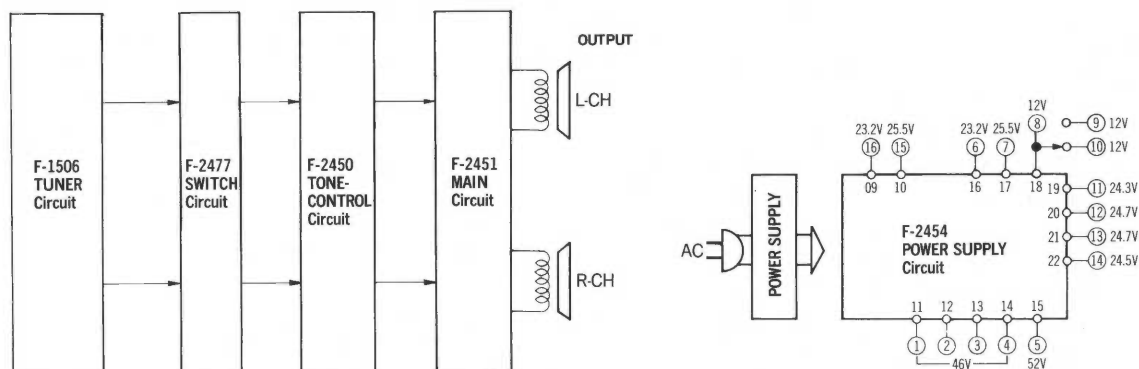 OUTPUT
L-CH
R-CH
F-1506
TUNER
Circuit
F-2477
SWITCH
Circuit
F-2450
TONE-
CONTROL
Circuit
F-2451
MAIN
Circuit
AC
POWER SUPPLY
23.2V 25.5V 23.2V 25.5V 12V
16 15 6 7 8
9 12V
10 12V
09 10 16 17 18
19 11 24.3V
20 12 24.7V
21 13 24.7V
22 14 24.5V
F-2454
POWER SUPPLY
Circuit
11 12 13 14 15
1 2 3 4 5
46V 52V